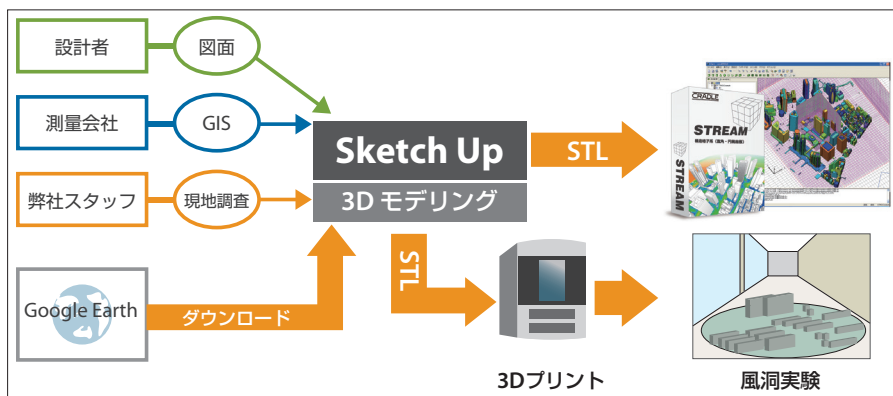 設計者
図面
測量会社
GIS
弊社スタッフ
現地調査
Google Earth
ダウンロード
Sketch Up
3D モデリング
STL
STL
CRADLE
STREAM
STREAM
3Dプリント
風洞実験